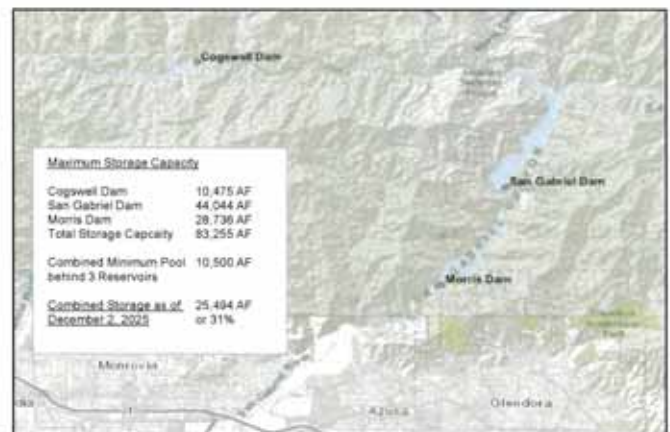 Cogswell Dam
San Gabriel Dam
Morris Dam
Maximum Storage Capacity
Cogswell Dam 10,475 AF
San Gabriel Dam 44,044 AF
Morris Dam 28,736 AF
Total Storage Capcaity 83,255 AF
Combined Minimum Pool 10,500 AF
behind 3 Reservoirs
Combined Storage as of 25,494 AF
December 2, 2025 or 31%
Monrovia
Azusa
Glendora